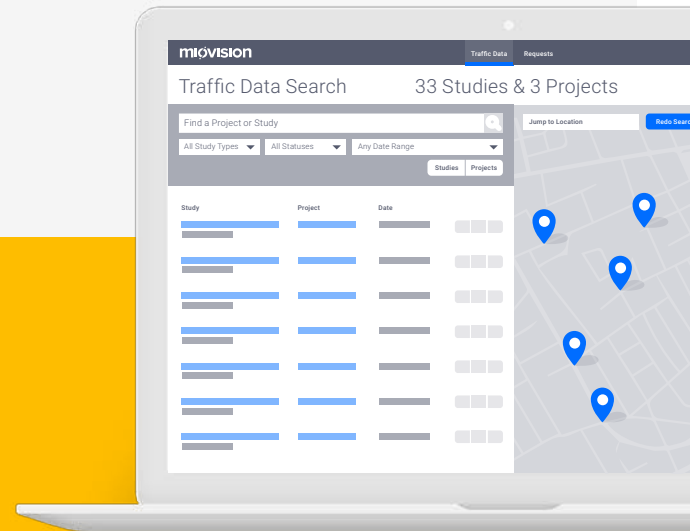 miovision
Traffic Data
Requests
Traffic Data Search
33 Studies & 3 Projects
Find a Project or Study
All Study Types
All Statuses
Any Date Range
Studies
Projects
Jump to Location
Redo Searc
Study
Project
Date